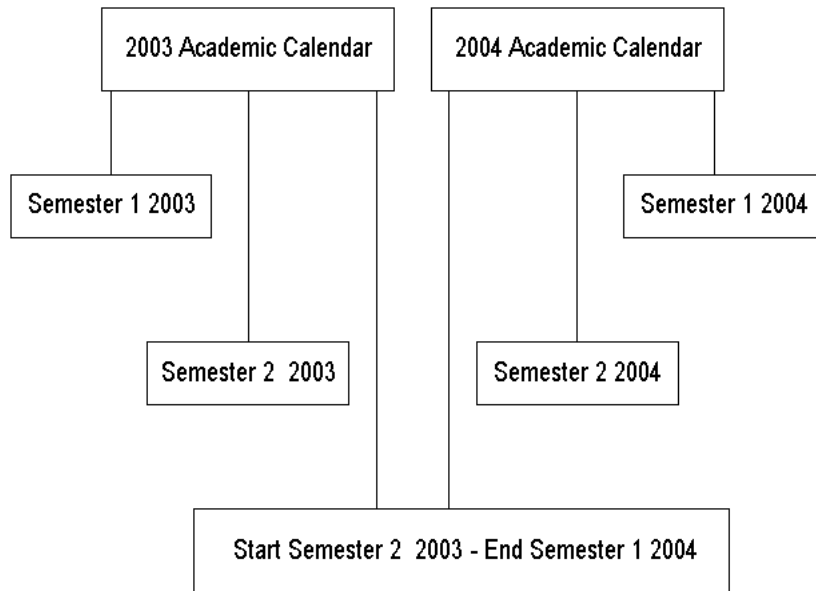 2003 Academic Calendar
2004 Academic Calendar
Semester 1 2003
Semester 1 2004
Semester 2  2003
Semester 2 2004
Start Semester 2  2003 - End Semester 1 2004